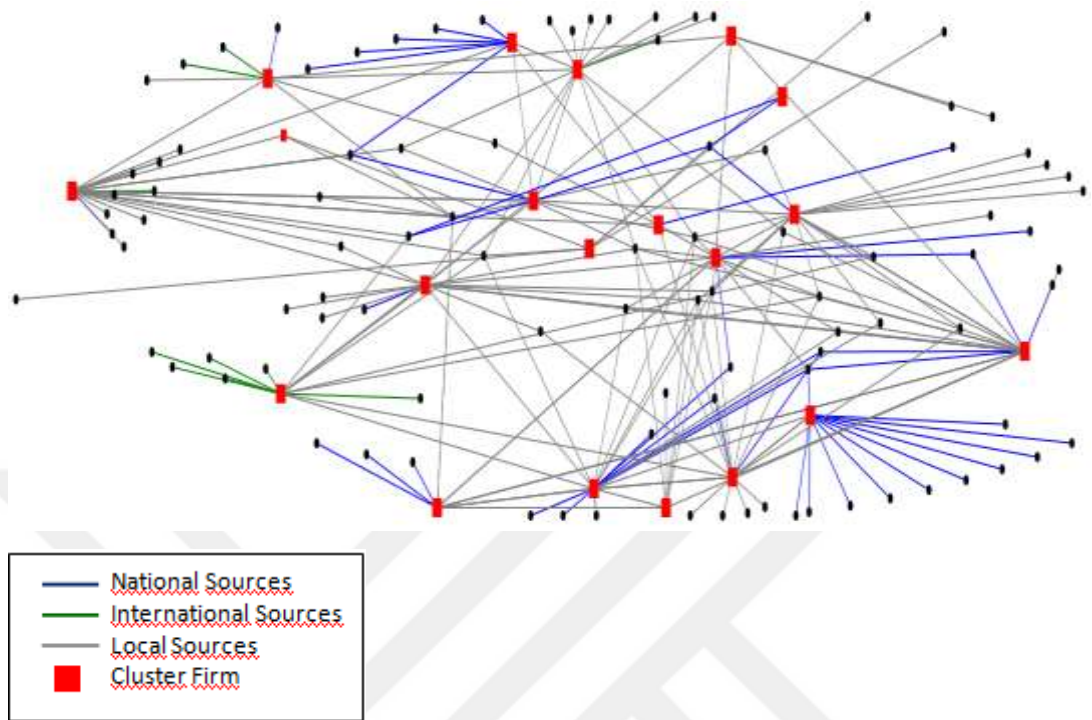 National Sources
International Sources
Local Sources
Cluster Firm